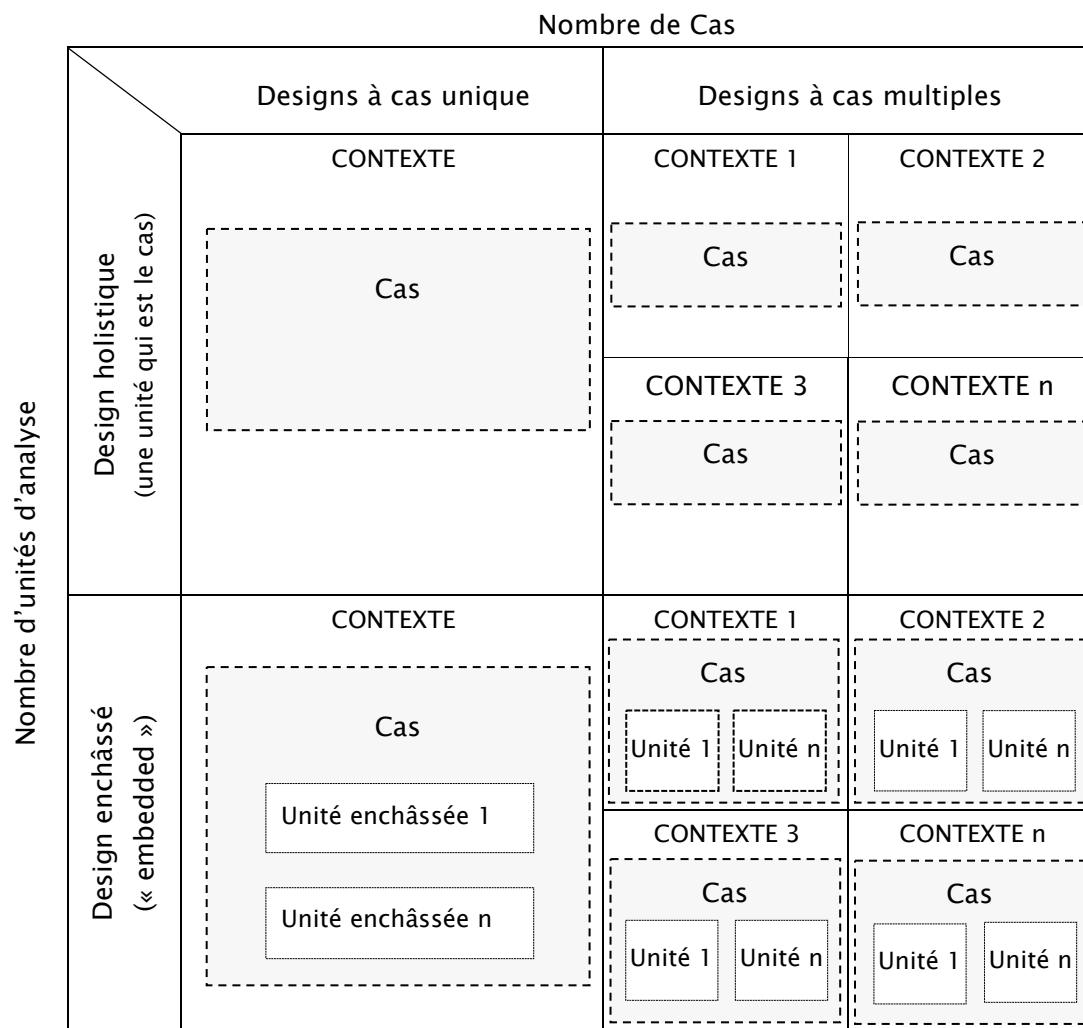 Nombre de Cas
Designs à cas unique
Designs à cas multiples
Nombre d'unités d'analyse
Design holistique
(une unité qui est le cas)
CONTEXTE
Cas
CONTEXTE 1
Cas
CONTEXTE 2
Cas
CONTEXTE 3
Cas
CONTEXTE n
Cas
Design enchâssé
(« embedded »)
CONTEXTE
Cas
Unité enchâssée 1
Unité enchâssée n
CONTEXTE 1
Cas
Unité 1
Unité n
CONTEXTE 2
Cas
Unité 1
Unité n
CONTEXTE 3
Cas
Unité 1
Unité n
CONTEXTE n
Cas
Unité 1
Unité n